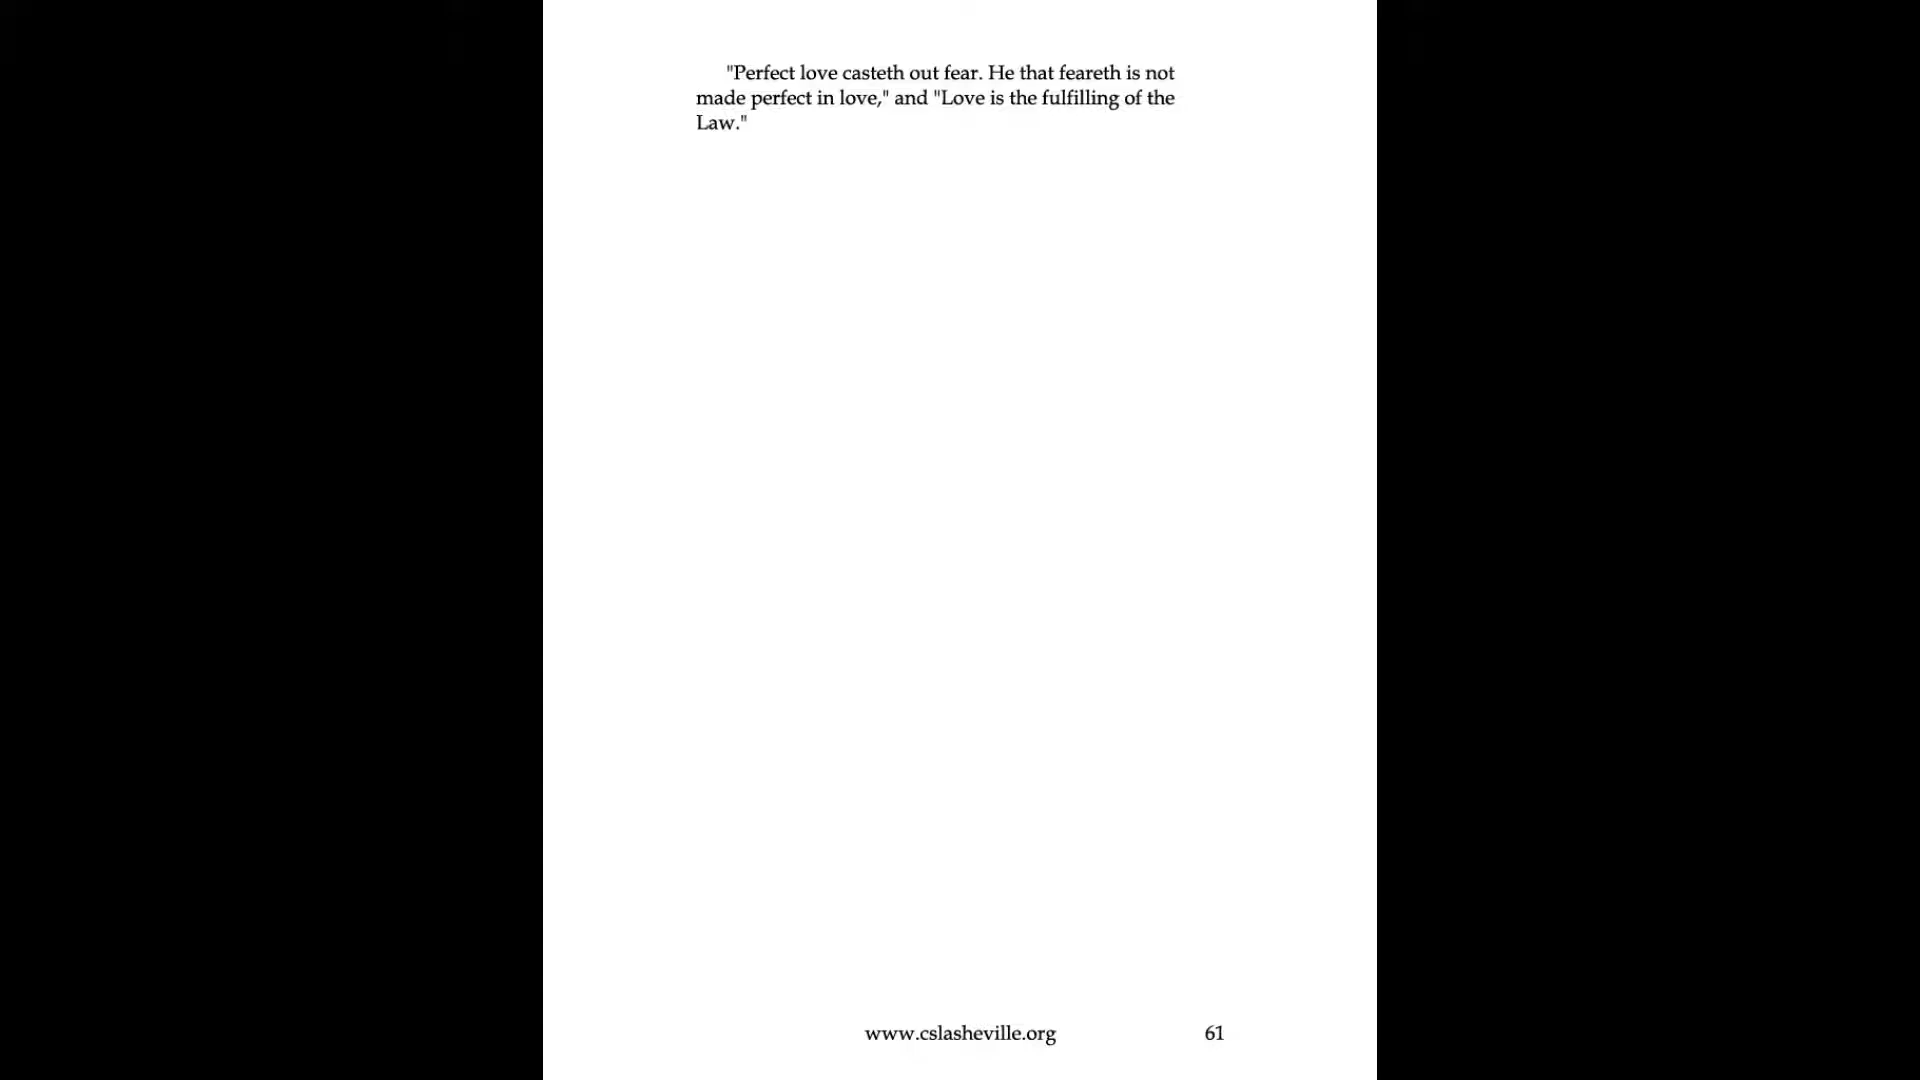 "Perfect love casteth out fear. He that feareth is not
made perfect in love," and "Love is the fulfilling of the
Law."
www.cslasheville.org 61